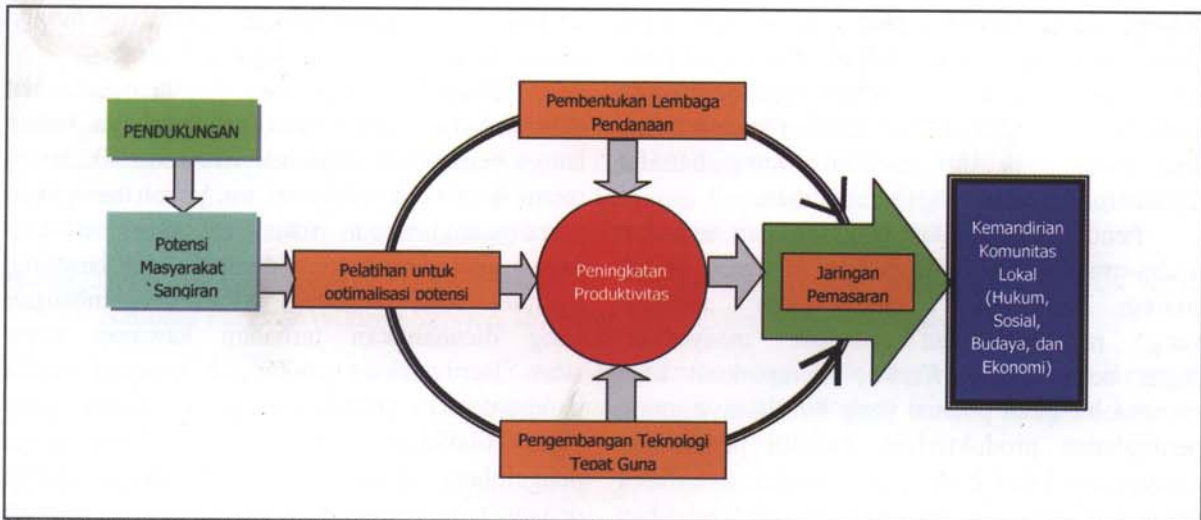 PENDUKUNGAN
Potensi
Masyarakat
`Sangiran
Pelatihan untuk
optimalisasi potensi
Pembentukan Lembaga
Pendanaan
Peningkatan
Produktivitas
Pengembangan Teknologi
Tepat Guna
Jaringan
Pemasaran
Kemandirian
Komunitas
Lokal
(Hukum,
Sosial,
Budaya, dan
Ekonomi)